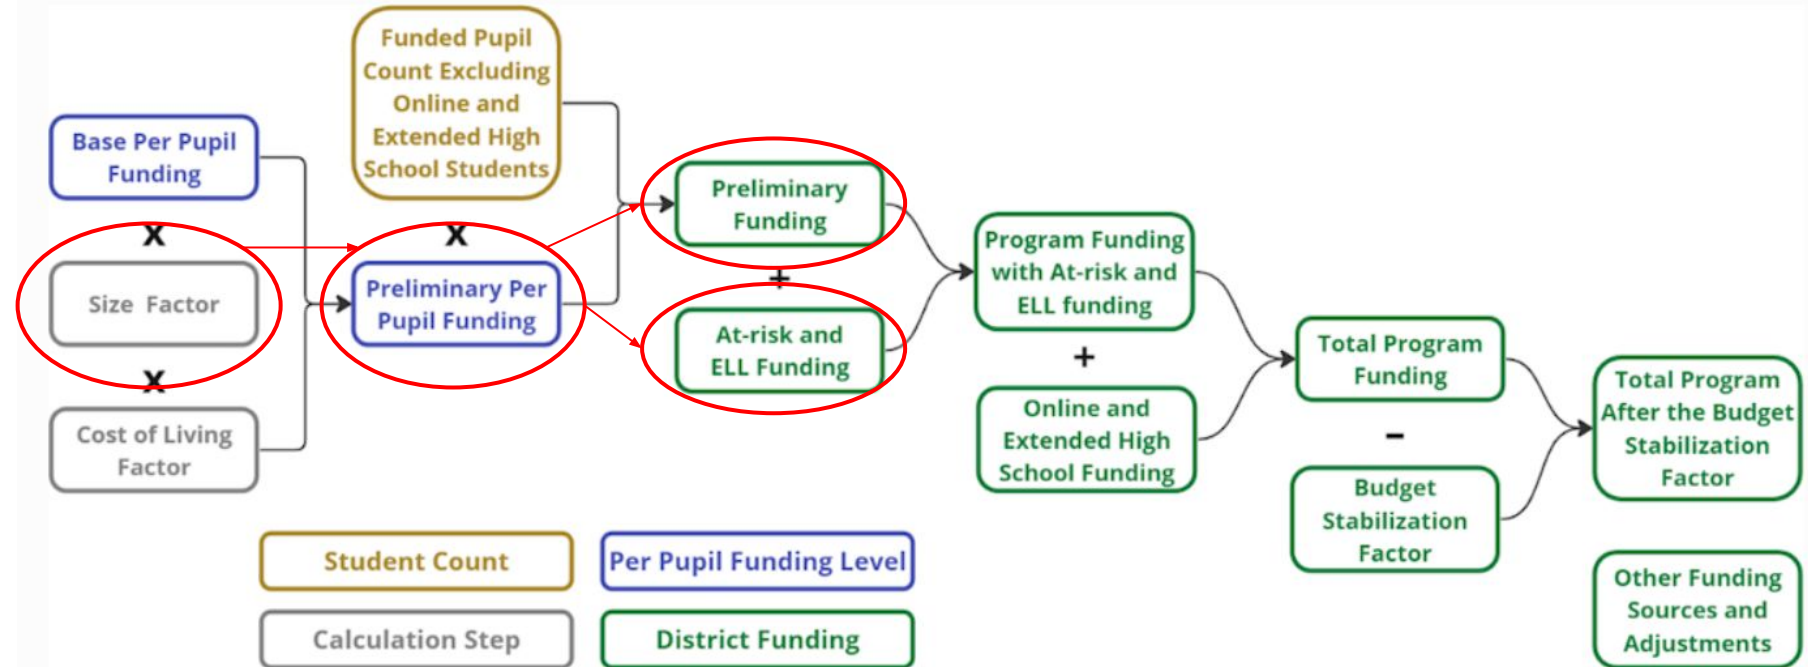 Funded Pupil
Count Excluding
Online and
Extended High
School Students
Base Per Pupil
Funding
X
Size Factor
X
Cost of Living
Factor
X
Preliminary Per
Pupil Funding
Preliminary
Funding
+
At-risk and
ELL Funding
Program Funding
with At-risk and
ELL funding
+
Online and
Extended High
School Funding
Total Program
Funding
−
Budget
Stabilization
Factor
Total Program
After the Budget
Stabilization
Factor
Other Funding
Sources and
Adjustments
Student Count
Per Pupil Funding Level
Calculation Step
District Funding